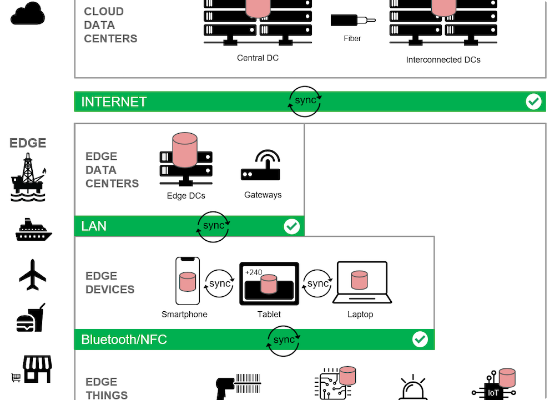 CLOUD
DATA
CENTERS
Central DC
Fiber
Interconnected DCs
INTERNET
sync
EDGE
EDGE
DATA
CENTERS
Edge DCs
Gateways
LAN
sync
EDGE
DEVICES
sync
+240
sync
Smartphone
Tablet
Laptop
Bluetooth/NFC
sync
EDGE
THINGS
IoT